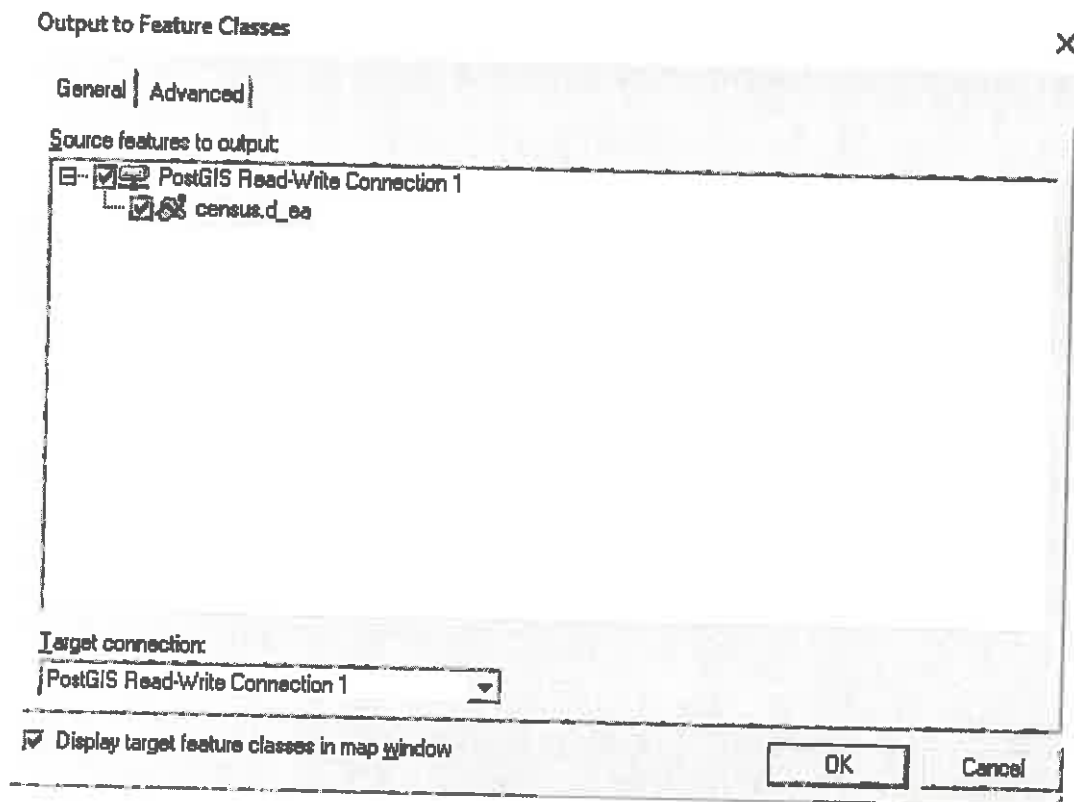 Output to Feature Classes
General Advanced
Source features to output:
PostGIS Read-Write Connection 1
census.d_ea
Target connection:
PostGIS Read-Write Connection 1
Display target feature classes in map window
OK Cancel